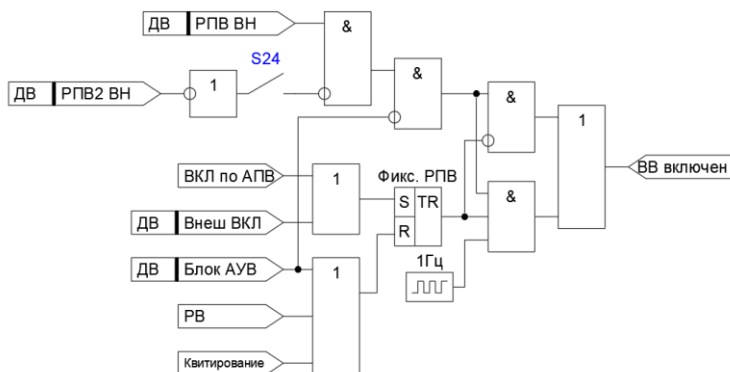 ДВ РПВ ВН
&
S24
&
&
ДВ РПВ2 ВН
1
1
ВВ включен
ВКЛ по АПВ
1
Фикс. РПВ
S TR
&
ДВ Внеш ВКЛ
R
ДВ Блок АУВ
1
1Гц
РВ
Квитирование